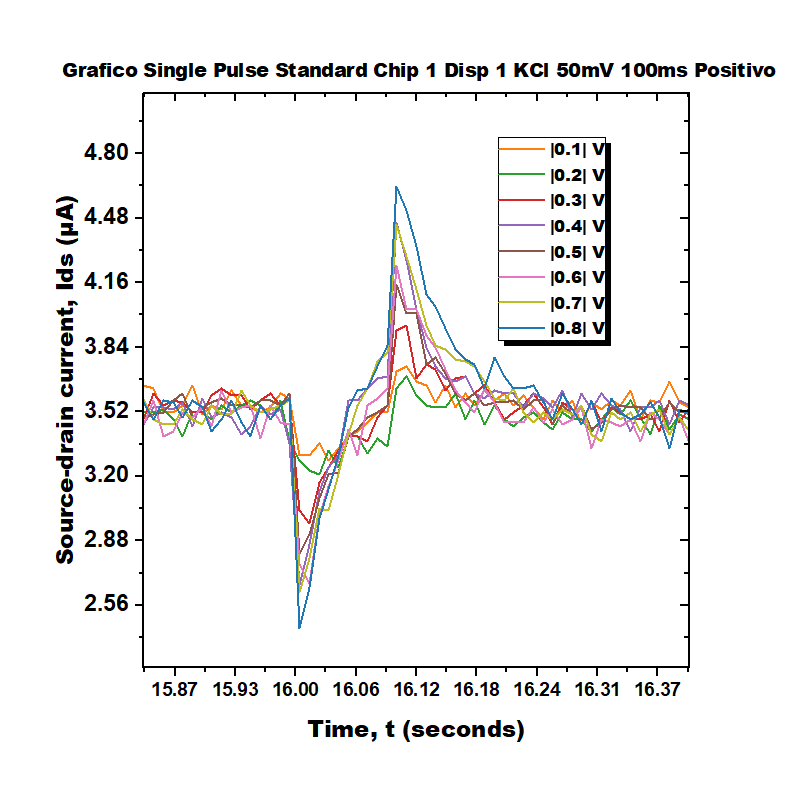 Grafico Single Pulse Standard Chip 1 Disp 1 KCl 50mV 100ms Positivo
|0.1| V
|0.2| V
|0.3| V
|0.4| V
|0.5| V
|0.6| V
|0.7| V
|0.8| V
Source-drain current, Ids (µA)
4.80
4.48
4.16
3.84
3.52
3.20
2.88
2.56
15.87 15.93 16.00 16.06 16.12 16.18 16.24 16.31 16.37
Time, t (seconds)